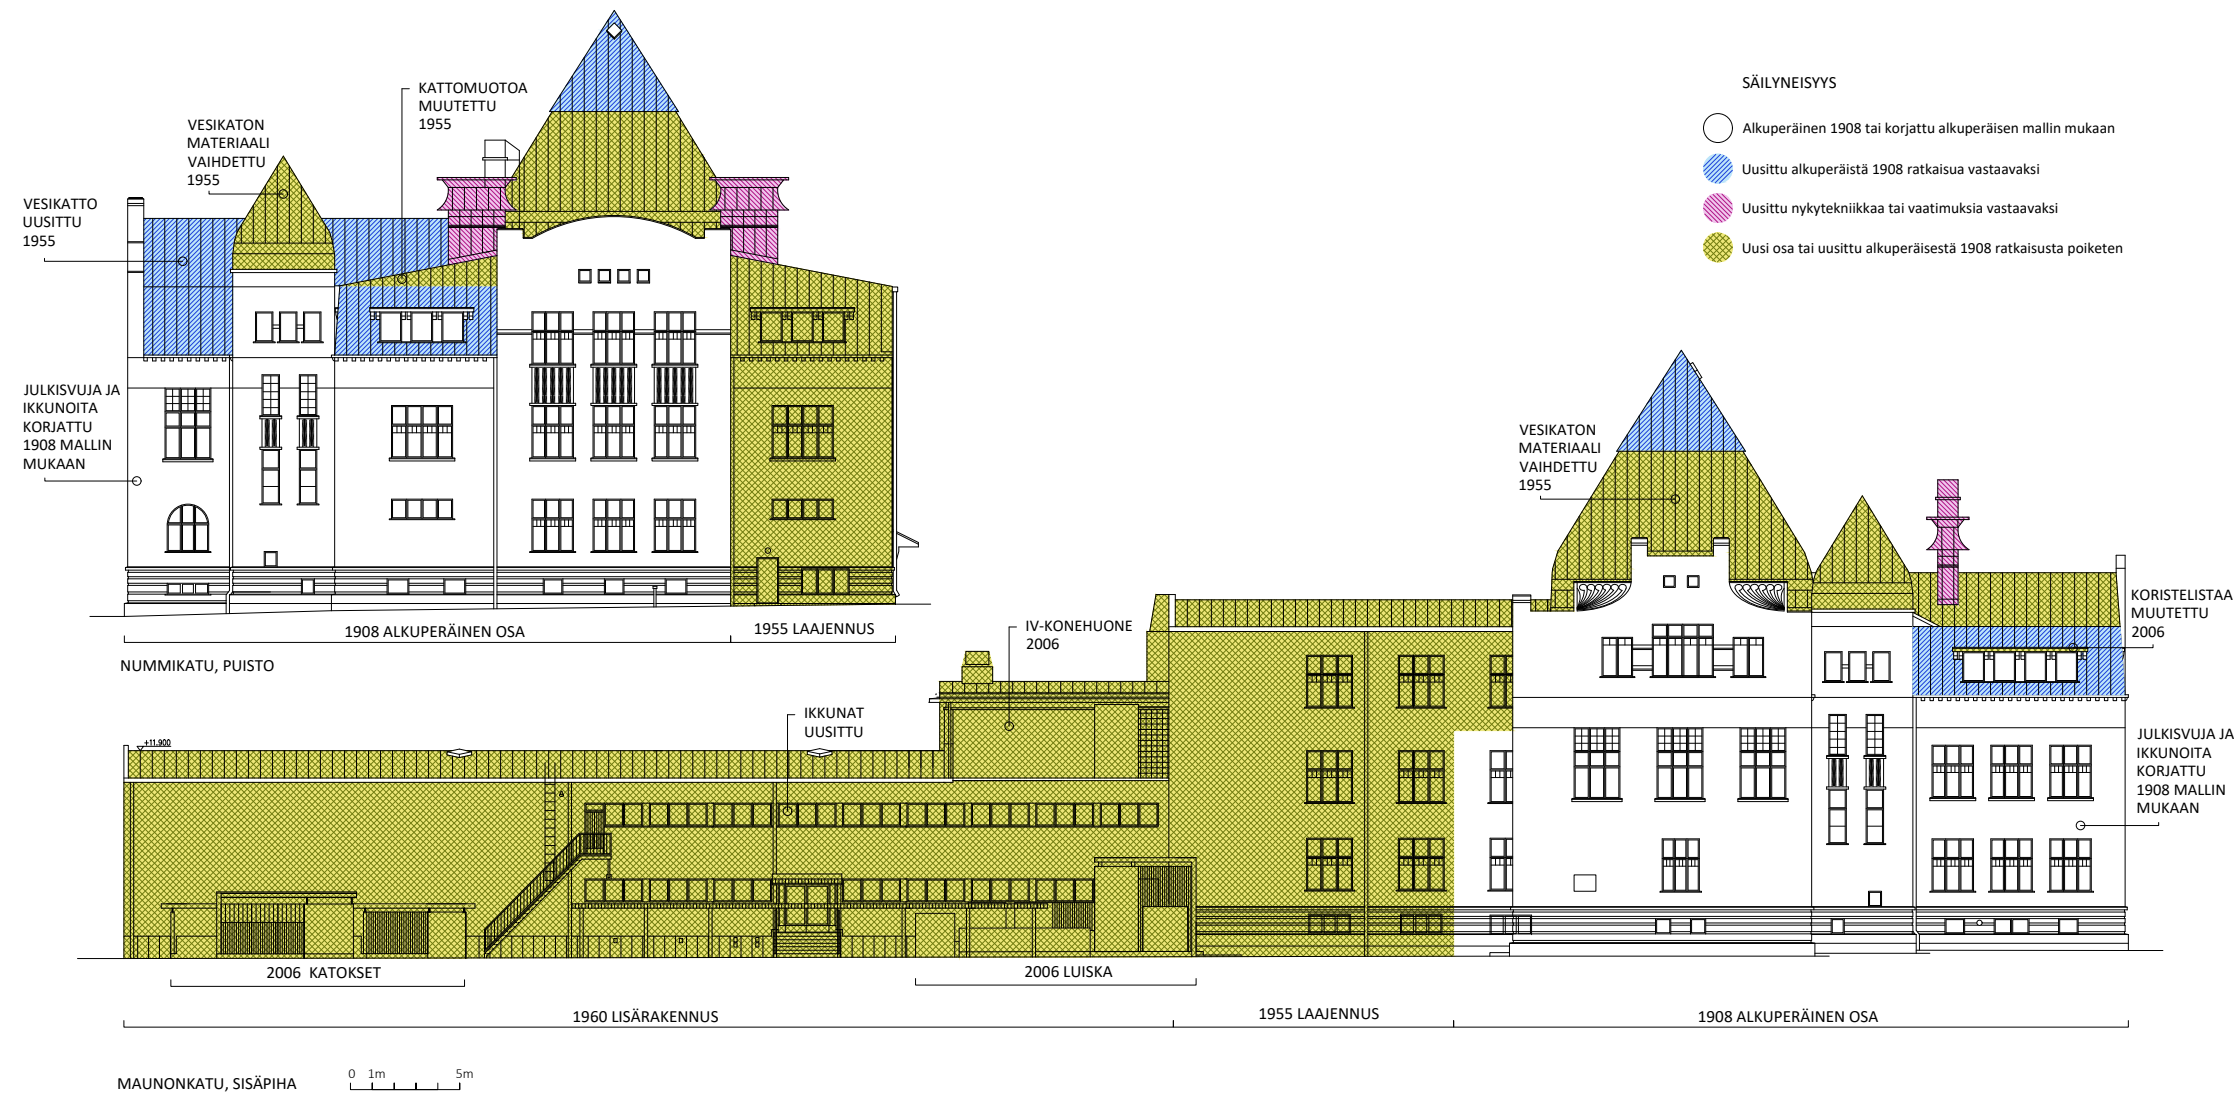 SÄILYNEISYYS
Alkuperäinen 1908 tai korjattu alkuperäisen mallin mukaan
Uusittu alkuperäistä 1908 ratkaisua vastaavaksi
Uusittu nykytekniikkaa tai vaatimuksia vastaavaksi
Uusi osa tai uusittu alkuperäisestä 1908 ratkaisusta poiketen
KATTOMUOTOA
MUUTETTU
1955
VESIKATON
MATERIAALI
VAIHDETTU
1955
VESIKATTO
UUSITTU
1955
JULKISVUJA JA
IKKUNOITA
KORJATTU
1908 MALLIN
MUKAAN
1908 ALKUPERÄINEN OSA
1955 LAAJENNUS
NUMMIKATU, PUISTO
VESIKATON
MATERIAALI
VAIHDETTU
1955
KORISTELISTAA
MUUTETTU
2006
IV-KONEHUONE
2006
IKKUNAT
UUSITTU
+11.900
JULKISVUJA JA
IKKUNOITA
KORJATTU
1908 MALLIN
MUKAAN
2006 KATOKSET
2006 LUISKA
1960 LISÄRAKENNUS
1955 LAAJENNUS
1908 ALKUPERÄINEN OSA
MAUNONKATU, SISÄPIHA
0 1m 5m